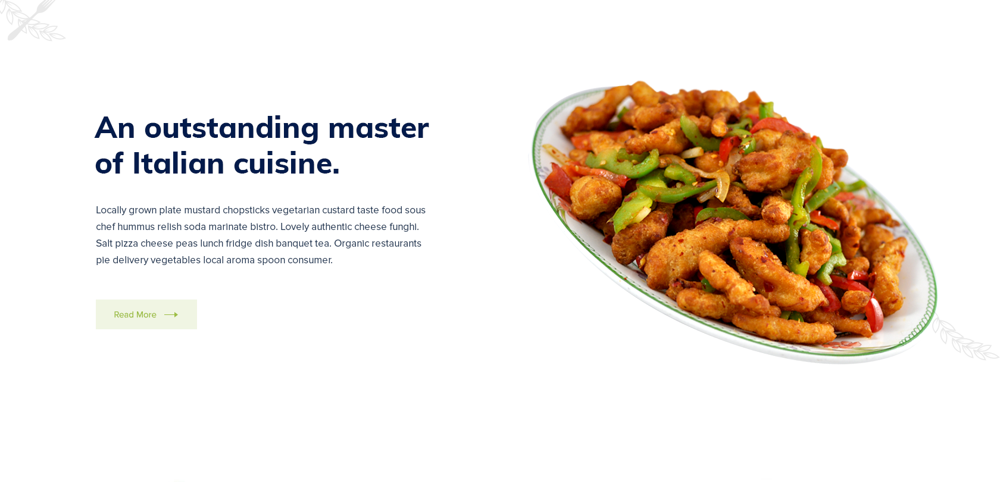 An outstanding master
of Italian cuisine.
Locally grown plate mustard chopsticks vegetarian custard taste food sous
chef hummus relish soda marinate bistro. Lovely authentic cheese funghi.
Salt pizza cheese peas lunch fridge dish banquet tea. Organic restaurants
pie delivery vegetables local aroma spoon consumer.
Read More